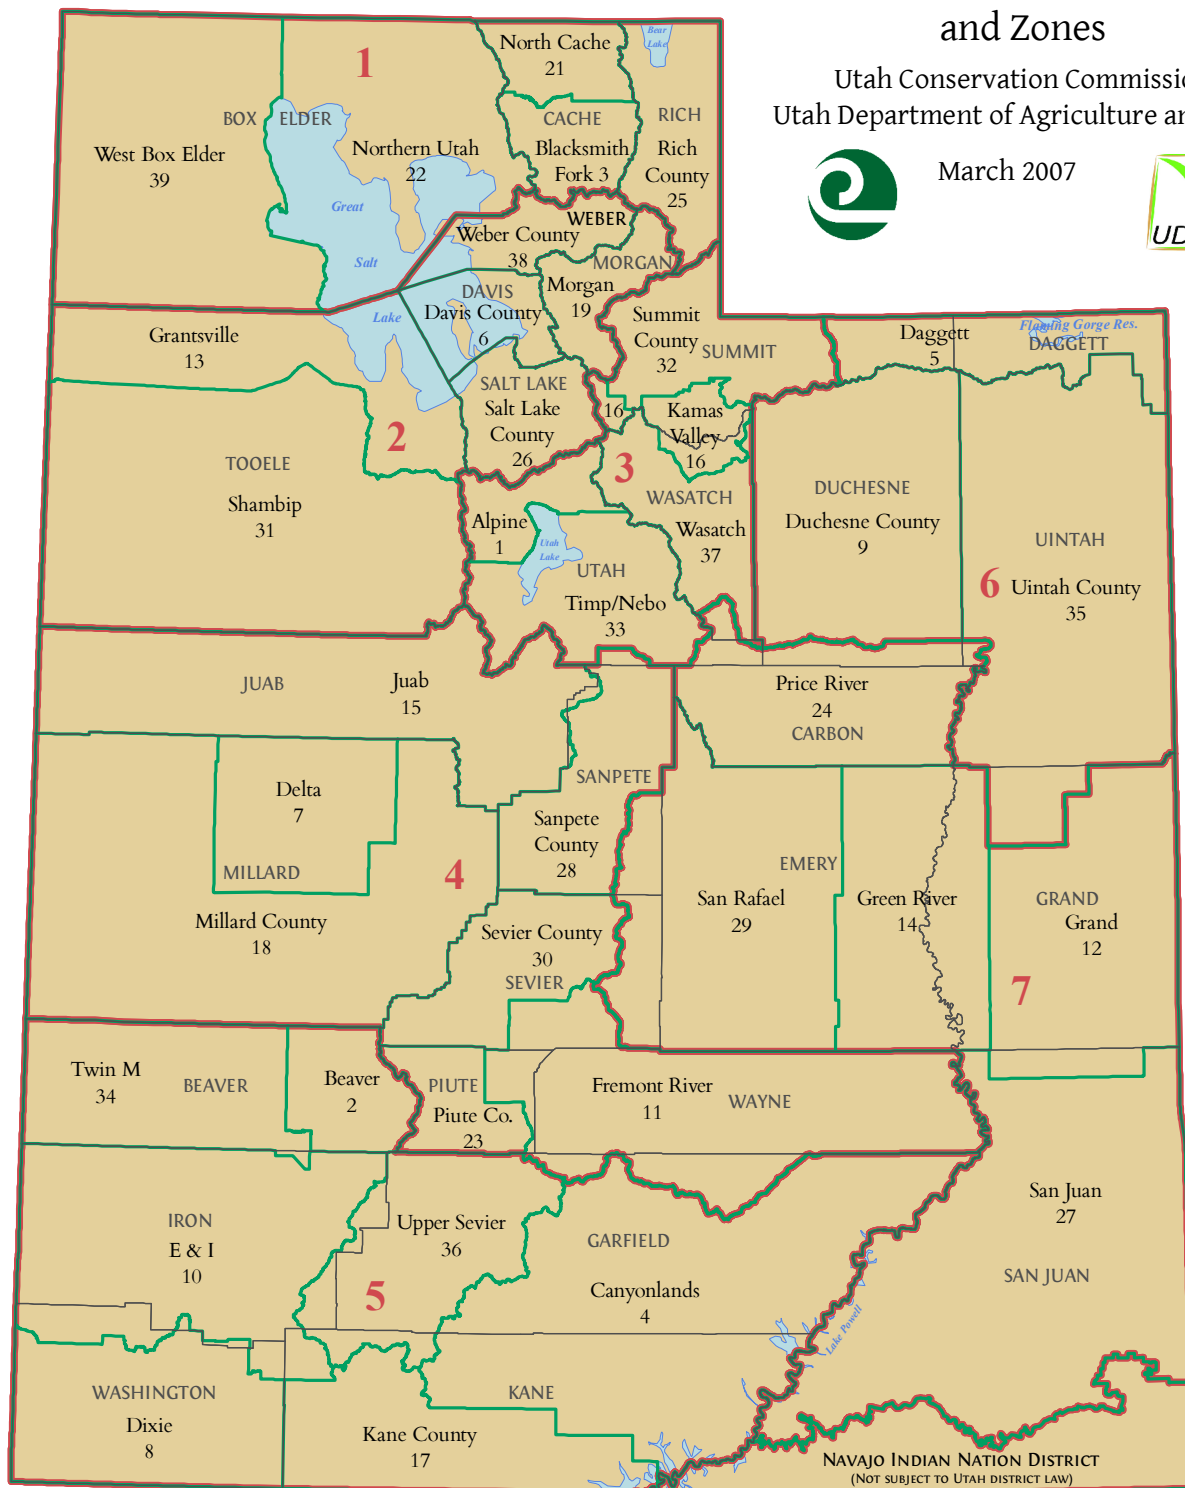 and Zones
Utah Conservation Commissi
Utah Department of Agriculture an
March 2007
UD
1
North Cache
21
Bear
Lake
BOX ELDER
CACHE
RICH
West Box Elder
39
Northern Utah
22
Blacksmith
Fork 3
Rich
County
25
Great
Salt
Lake
WEBER
Weber County
38
MORGAN
Morgan
19
DAVIS
Davis County
6
Grantsville
13
Summit
County
32
SUMMIT
Daggett
5
Flaming Gorge Res.
DAGGETT
SALT LAKE
Salt Lake
County
26
16
Kamas
Valley
16
2
3
TOOELE
Shambip
31
WASATCH
Wasatch
37
DUCHESNE
Duchesne County
9
UINTAH
6
Uintah County
35
Alpine
1
Utah
Lake
UTAH
Timp/Nebo
33
JUAB
Juab
15
Price River
24
CARBON
Delta
7
SANPETE
Sanpete
County
28
MILLARD
4
Millard County
18
EMERY
San Rafael
29
Green River
14
GRAND
Grand
12
7
Sevier County
30
SEVIER
Twin M
34
BEAVER
Beaver
2
PIUTE
Piute Co.
23
Fremont River
11
WAYNE
San Juan
27
SAN JUAN
IRON
E & I
10
Upper Sevier
36
GARFIELD
Canyonlands
4
5
Lake Powell
WASHINGTON
Dixie
8
KANE
Kane County
17
NAVAJO INDIAN NATION DISTRICT
(NOT SUBJECT TO UTAH DISTRICT LAW)